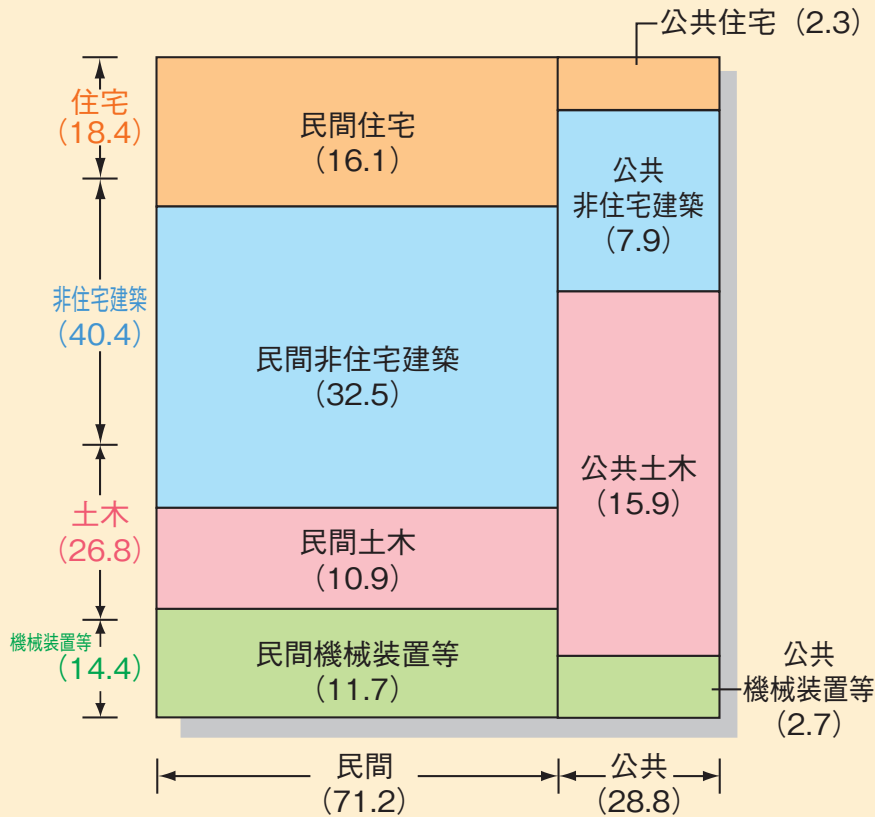 公共住宅（2.3）
住宅
（18.4）
民間住宅
（16.1）
公共
非住宅建築
（7.9）
非住宅建築
（40.4）
民間非住宅建築
（32.5）
公共土木
（15.9）
土木
（26.8）
民間土木
（10.9）
機械装置等
（14.4）
民間機械装置等
（11.7）
公共
機械装置等
（2.7）
民間
（71.2）
公共
（28.8）